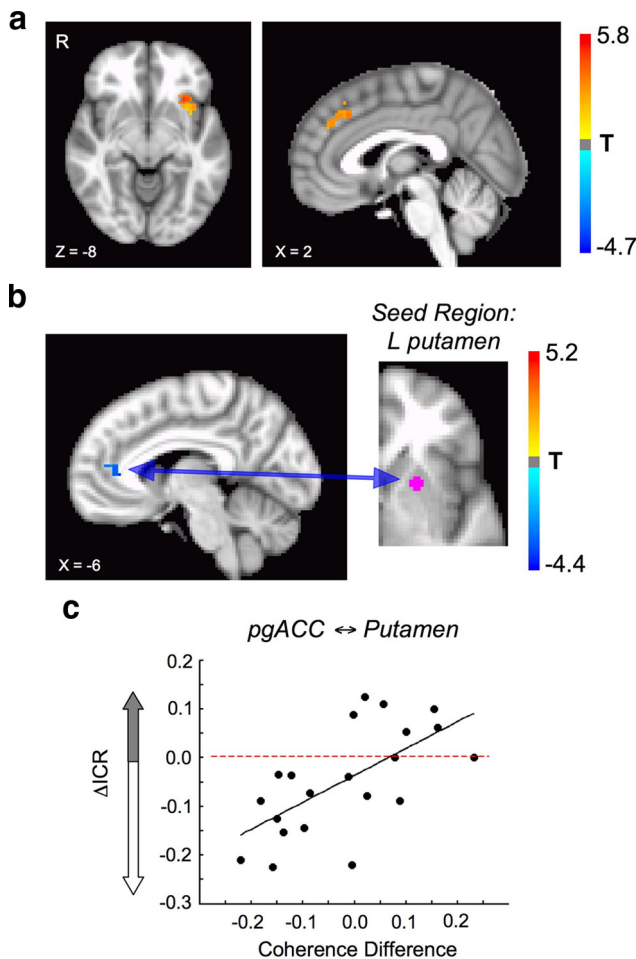 a
R
Z = -8
X = 2
5.8
T
-4.7
b
Seed Region:
L putamen
X = -6
5.2
T
-4.4
c
pgACC ↔ Putamen
0.2
0.1
0.0
-0.1
-0.2
-0.3
ΔICR
-0.2 -0.1 0.0 0.1 0.2
Coherence Difference